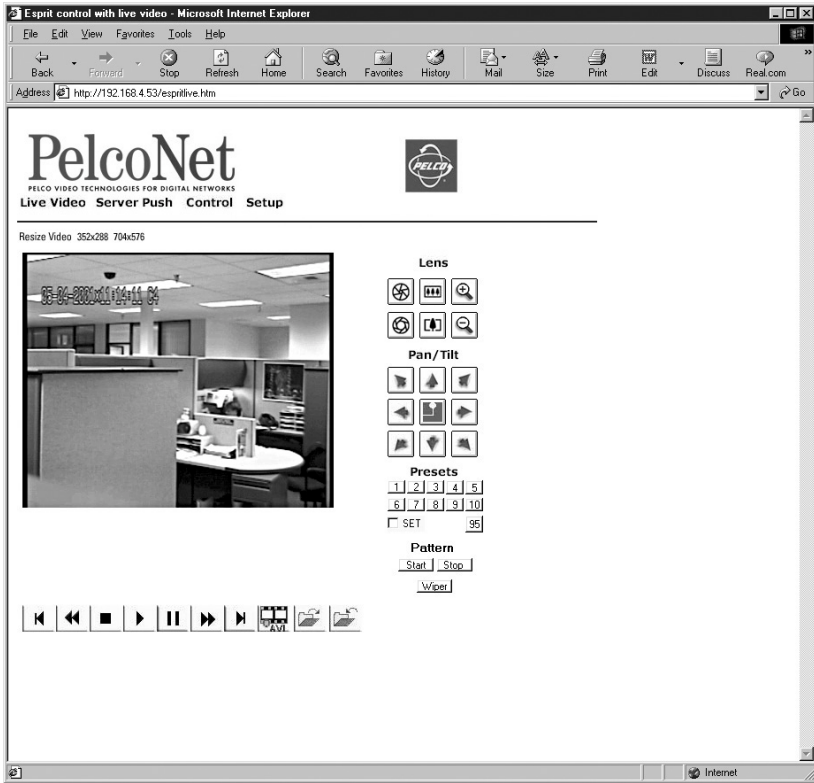 Esprit control with live video - Microsoft Internet Explorer
File Edit View Favorites Tools Help
Back Forward Stop Refresh Home Search Favorites History Mail Size Print Edit Discuss Real.com
Address http://192.168.4.53/espritlive.htm Go
PelcoNet
PELCO VIDEO TECHNOLOGIES FOR DIGITAL NETWORKS
PELCO
Live Video Server Push Control Setup
Resize Video 352x288 704x576
Lens
Pan/Tilt
Presets
1 2 3 4 5
6 7 8 9 10
SET 95
Pattern
Start Stop
Wiper
AVI
Internet